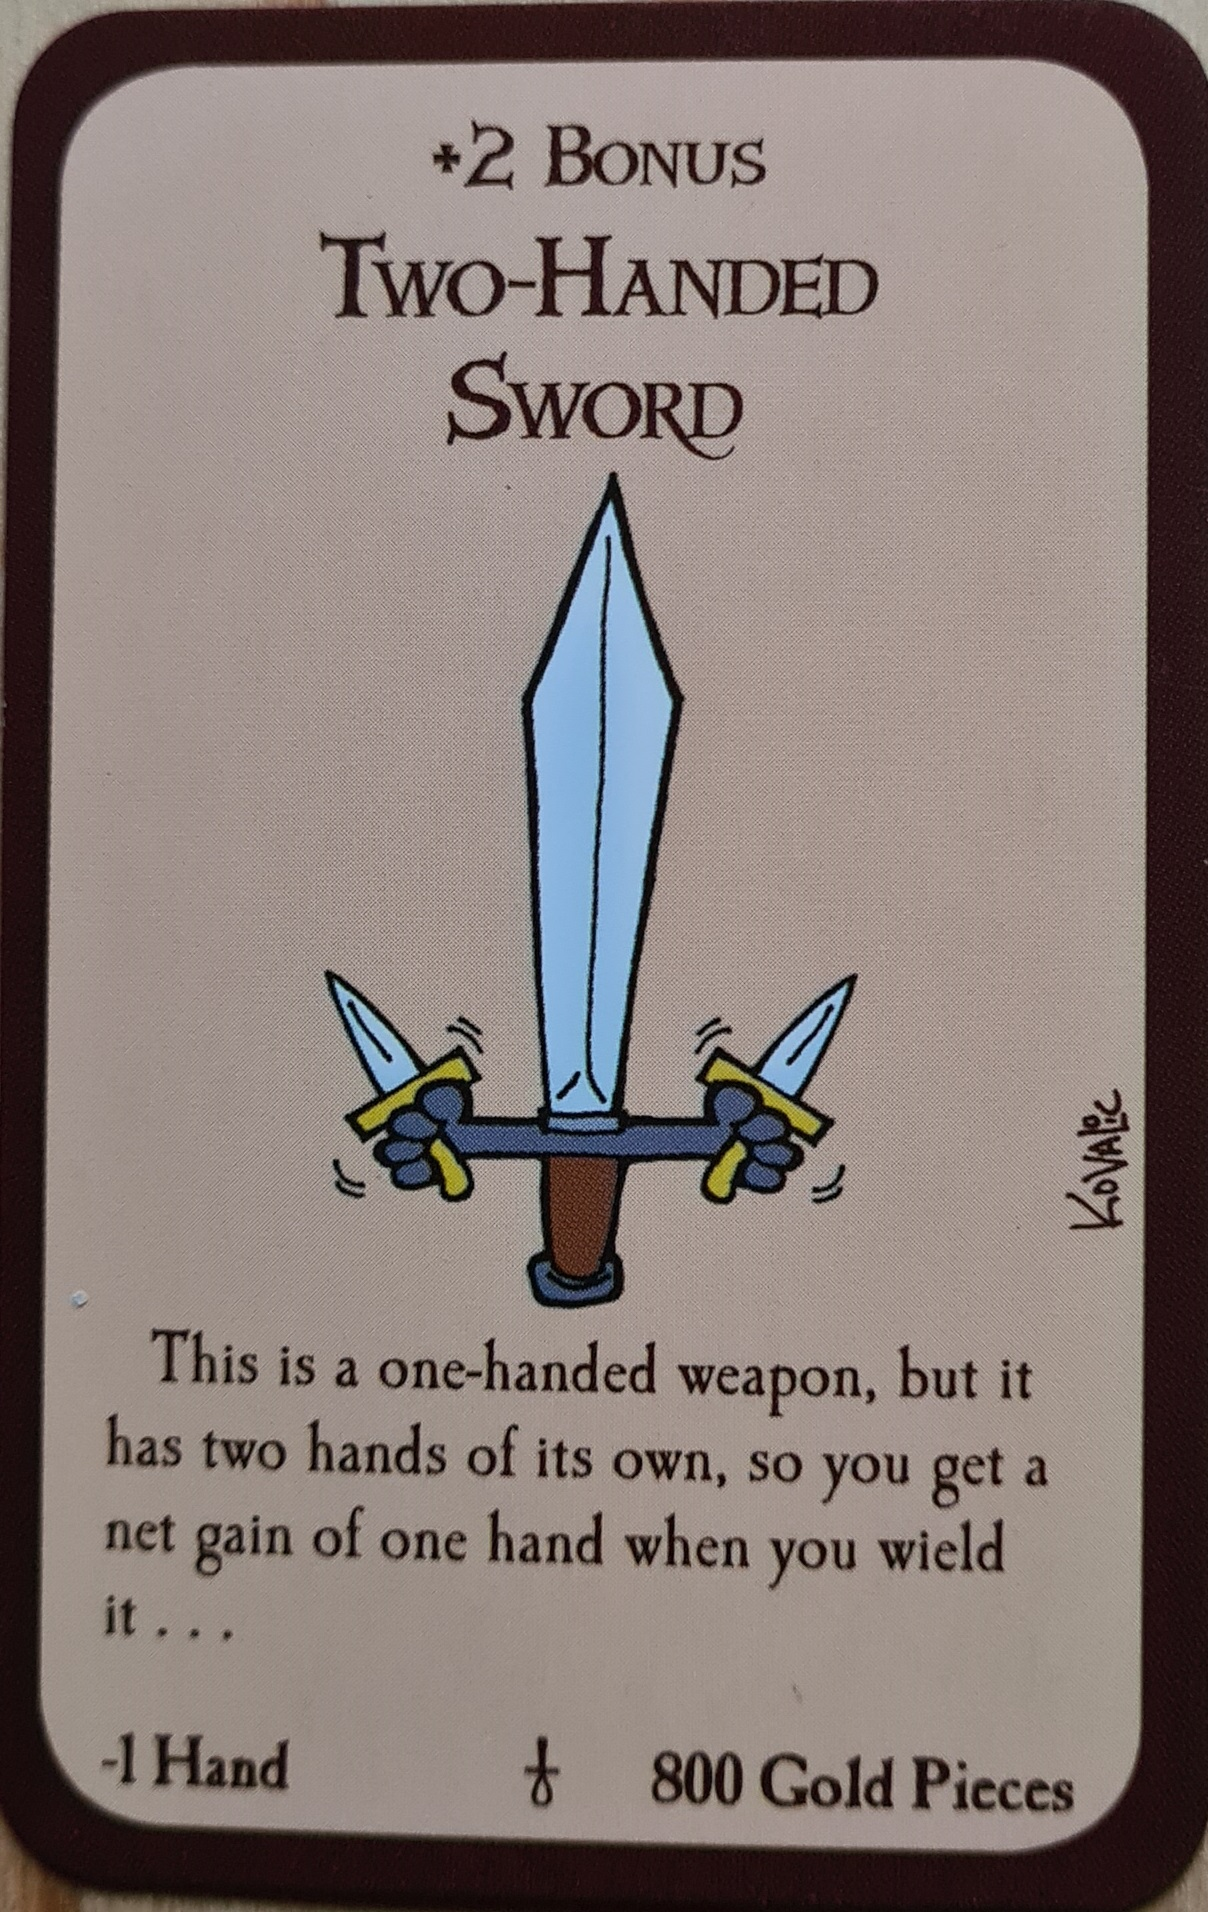 +2 Bonus
Two-Handed
Sword
Kovalic
This is a one-handed weapon, but it
has two hands of its own, so you get a
net gain of one hand when you wield
it . . .
-1 Hand 800 Gold Pieces